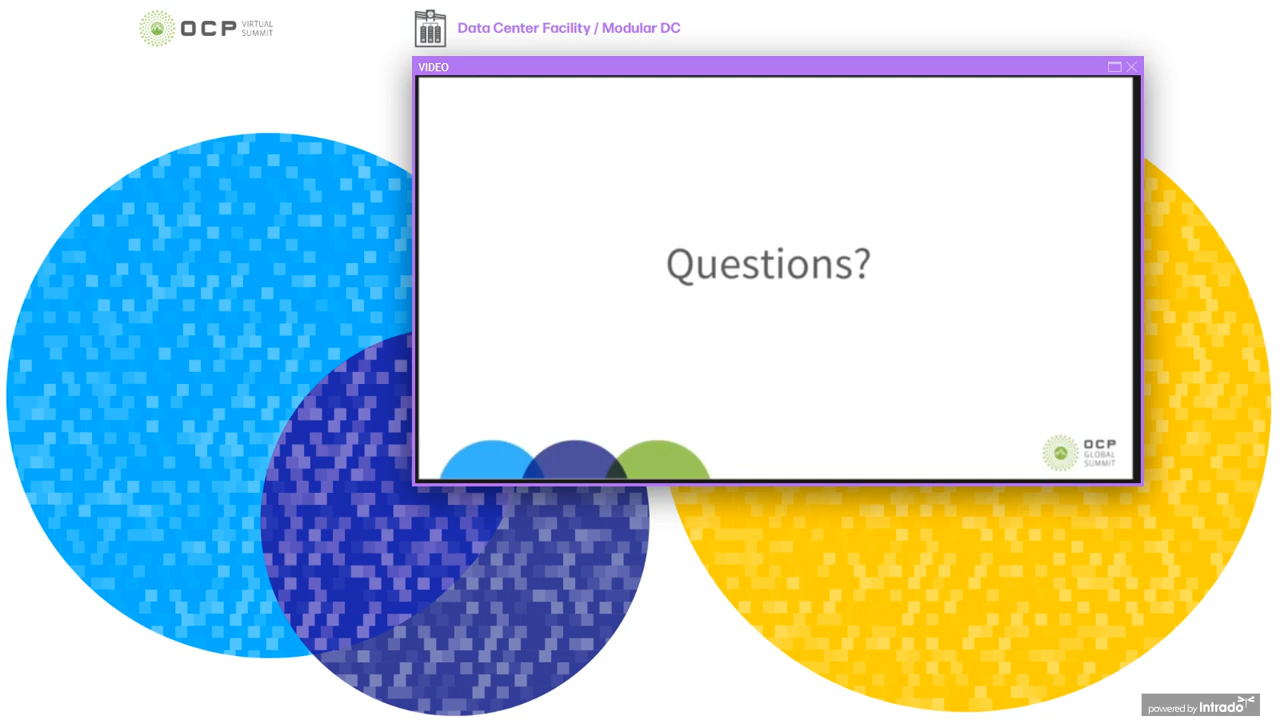 OCP VIRTUAL
SUMMIT
Data Center Facility / Modular DC
VIDEO
Questions?
OCP
GLOBAL
SUMMIT
powered by Intrado